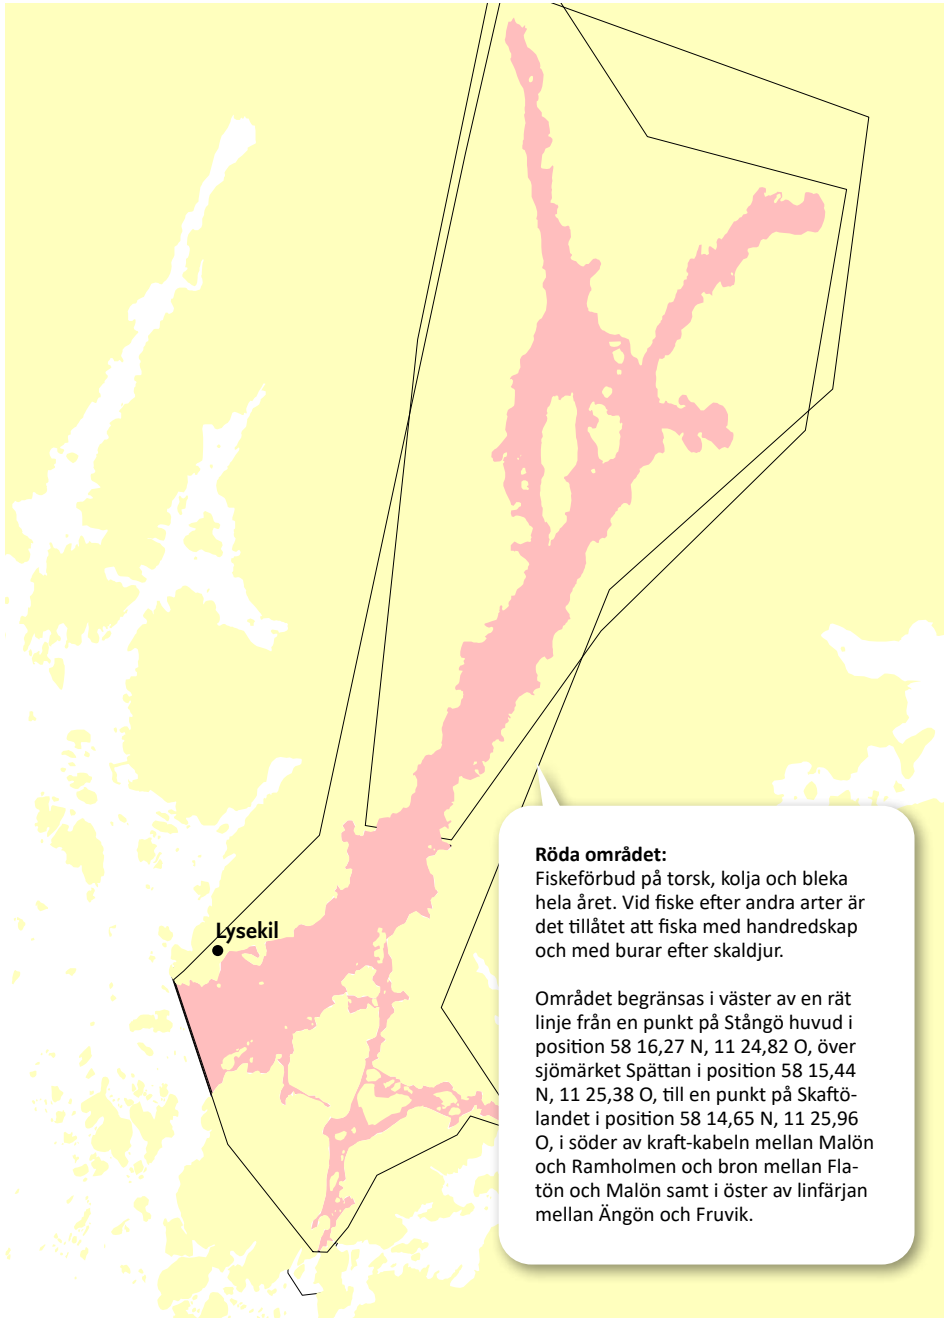 Röda området:
Fiskeförbud på torsk, kolja och bleka
hela året. Vid fiske efter andra arter är
det tillåtet att fiska med handredskap
och med burar efter skaldjur.
Lysekil
Området begränsas i väster av en rät
linje från en punkt på Stångö huvud i
position 58 16,27 N, 11 24,82 O, över
sjömärket Spättan i position 58 15,44
N, 11 25,38 O, till en punkt på Skaftö-
landet i position 58 14,65 N, 11 25,96
O, i söder av kraft-kabeln mellan Malön
och Ramholmen och bron mellan Fla-
tön och Malön samt i öster av linfärjan
mellan Ängön och Fruvik.